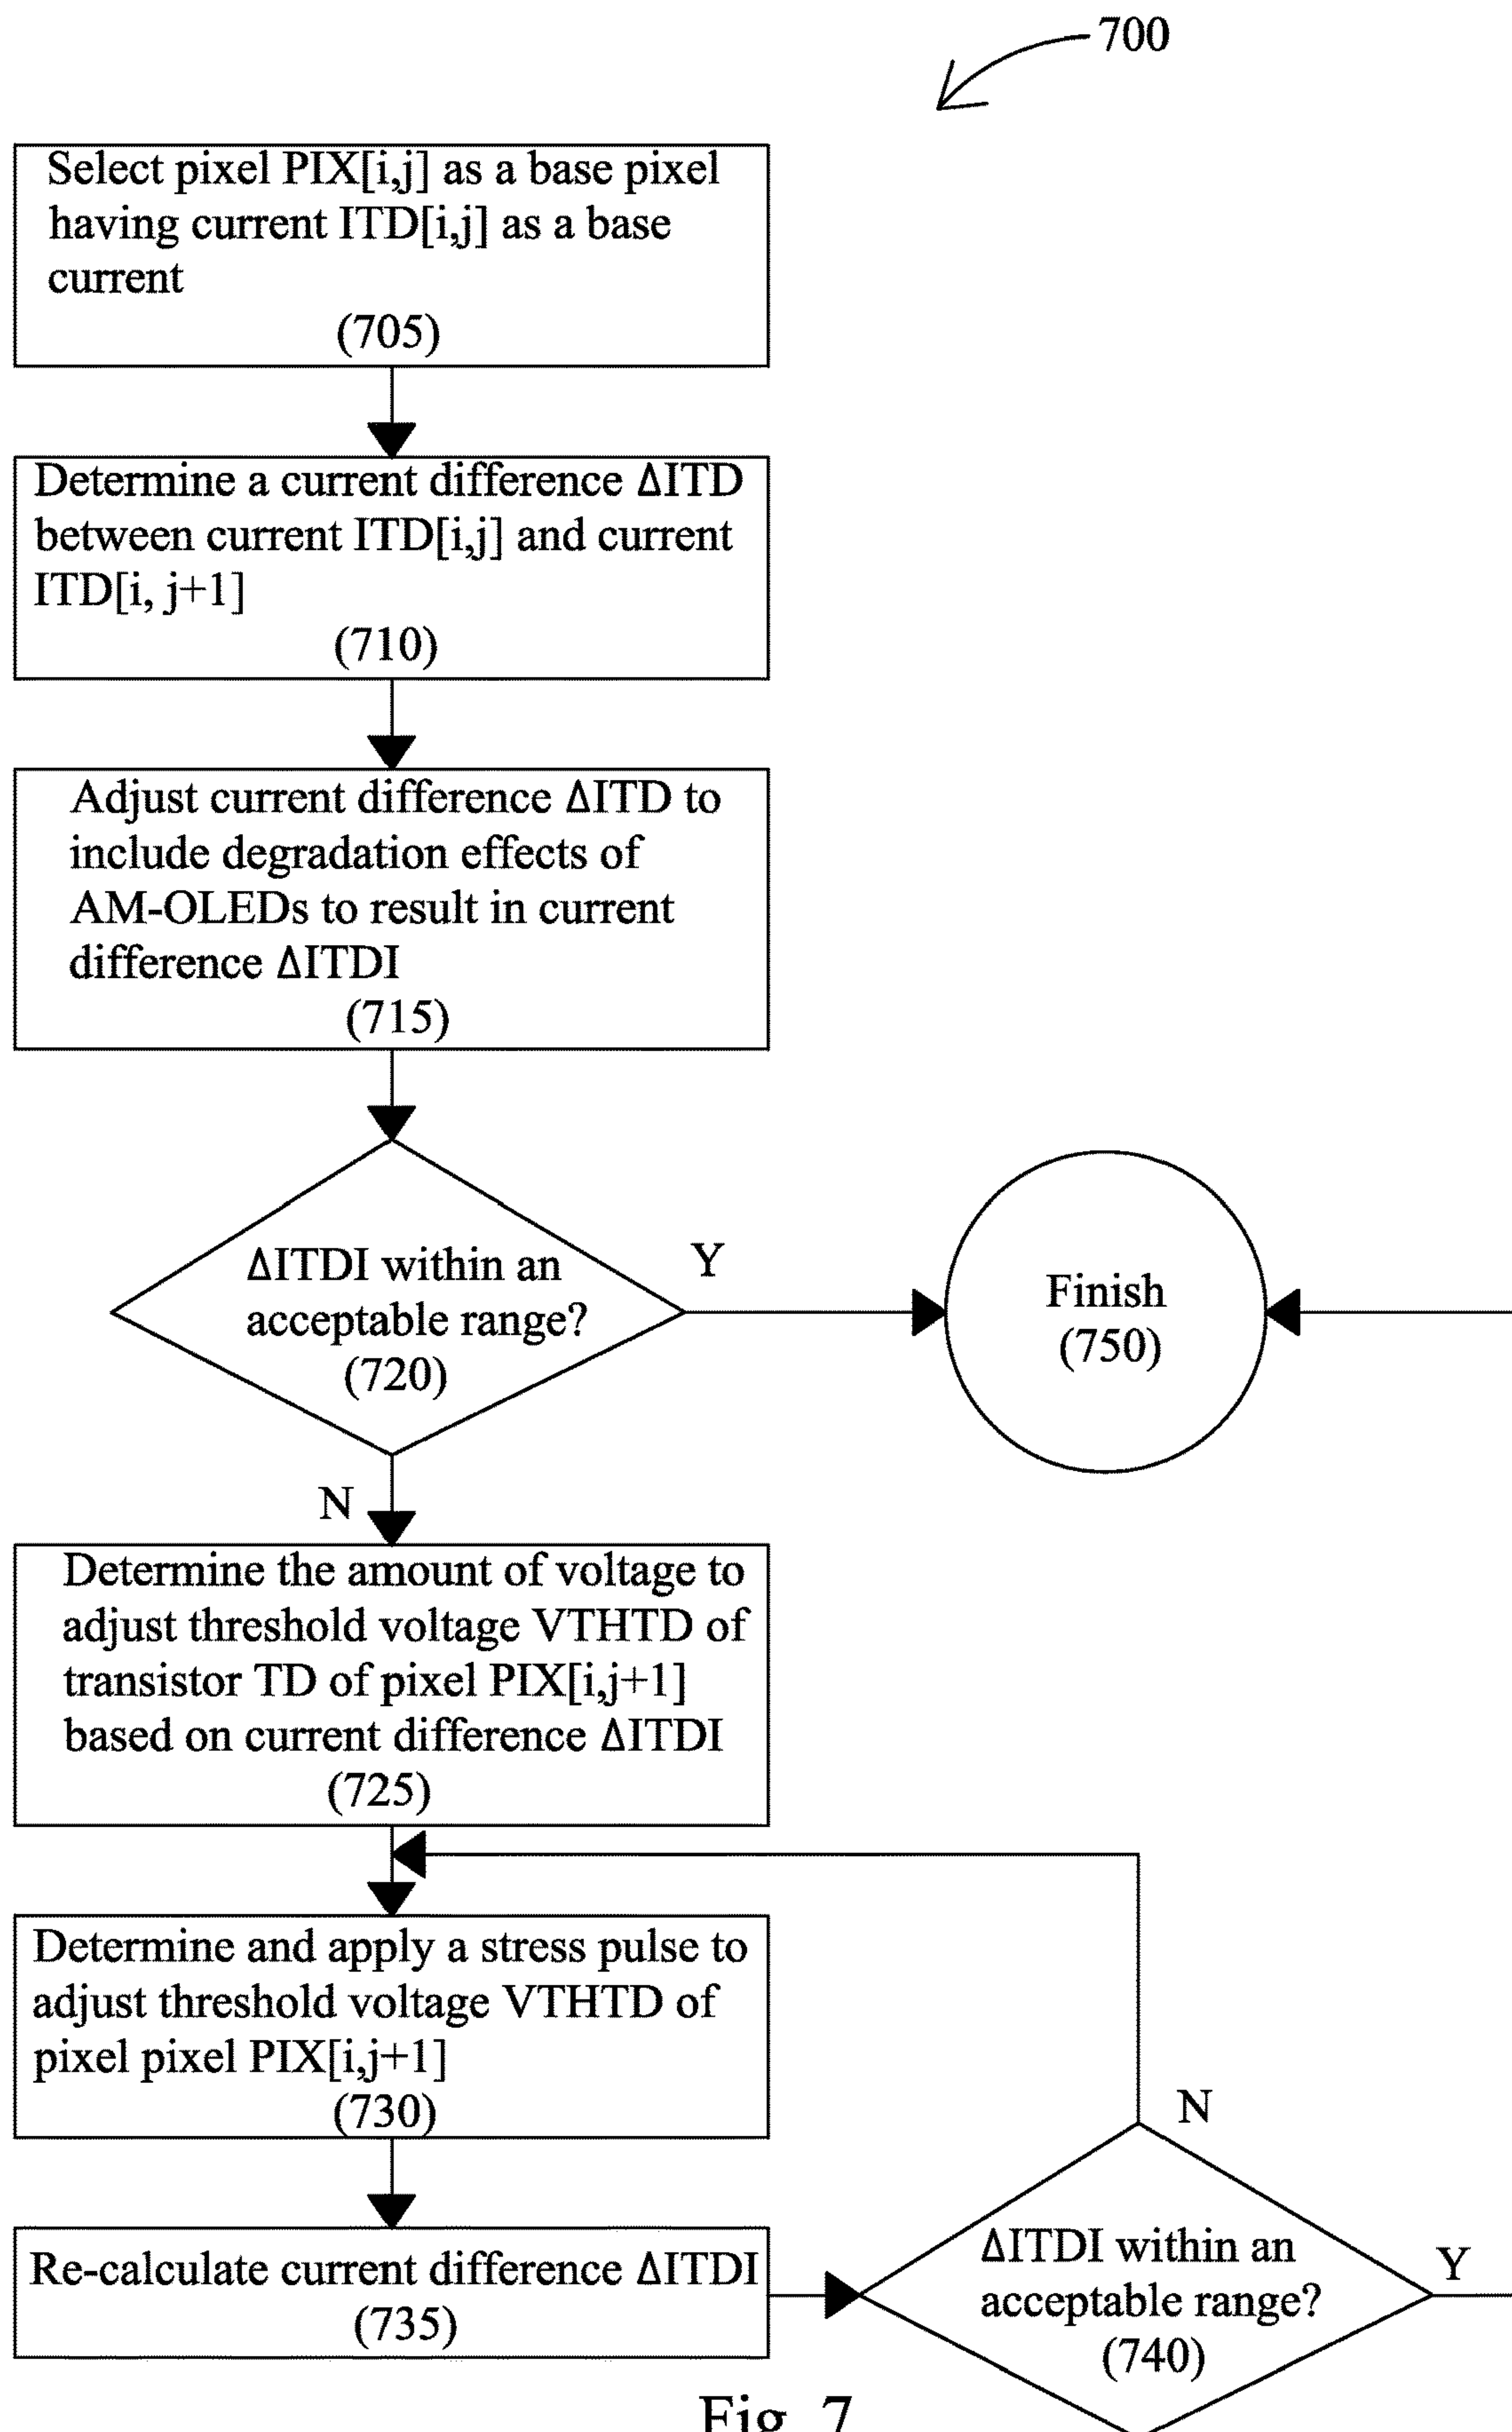 700
Select pixel PIX[i,j] as a base pixel
having current ITD[i,j] as a base
current
(705)
Determine a current difference ΔITD
between current ITD[i,j] and current
ITD[i, j+1]
(710)
Adjust current difference ΔITD to
include degradation effects of
AM-OLEDs to result in current
difference ΔITDI
(715)
ΔITDI within an
acceptable range?
(720)
Y
Finish
(750)
N
Determine the amount of voltage to
adjust threshold voltage VTHTD of
transistor TD of pixel PIX[i,j+1]
based on current difference ΔITDI
(725)
Determine and apply a stress pulse to
adjust threshold voltage VTHTD of
pixel pixel PIX[i,j+1]
(730)
N
Re-calculate current difference ΔITDI
(735)
ΔITDI within an
acceptable range?
(740)
Y
Fig. 7